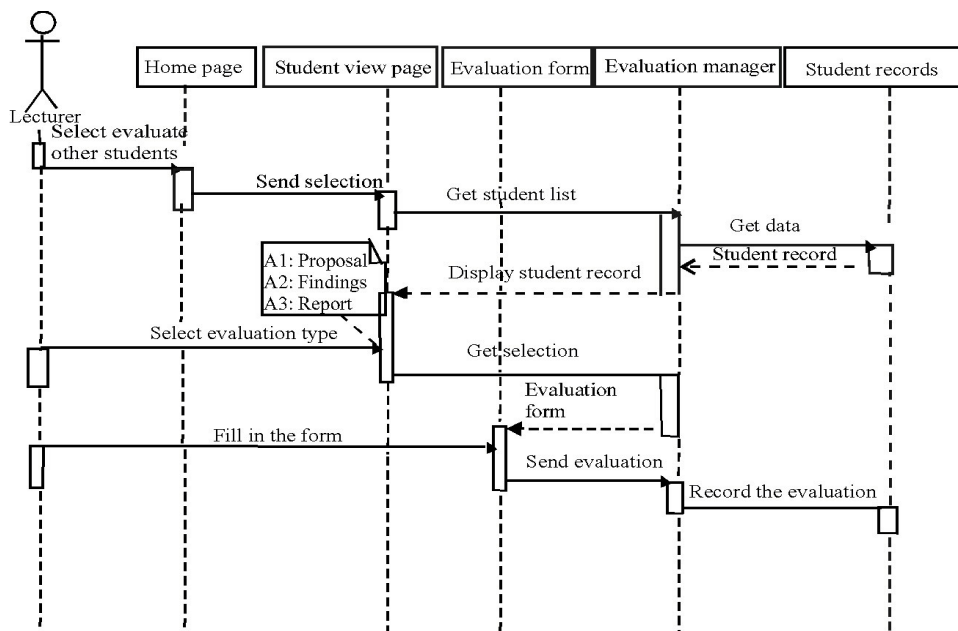 Home page
Student view page
Evaluation form
Evaluation manager
Student records
Lecturer
Select evaluate
other students
Send selection
Get student list
Get data
Student record
Display student record
A1: Proposal
A2: Findings
A3: Report
Select evaluation type
Get selection
Evaluation
form
Fill in the form
Send evaluation
Record the evaluation